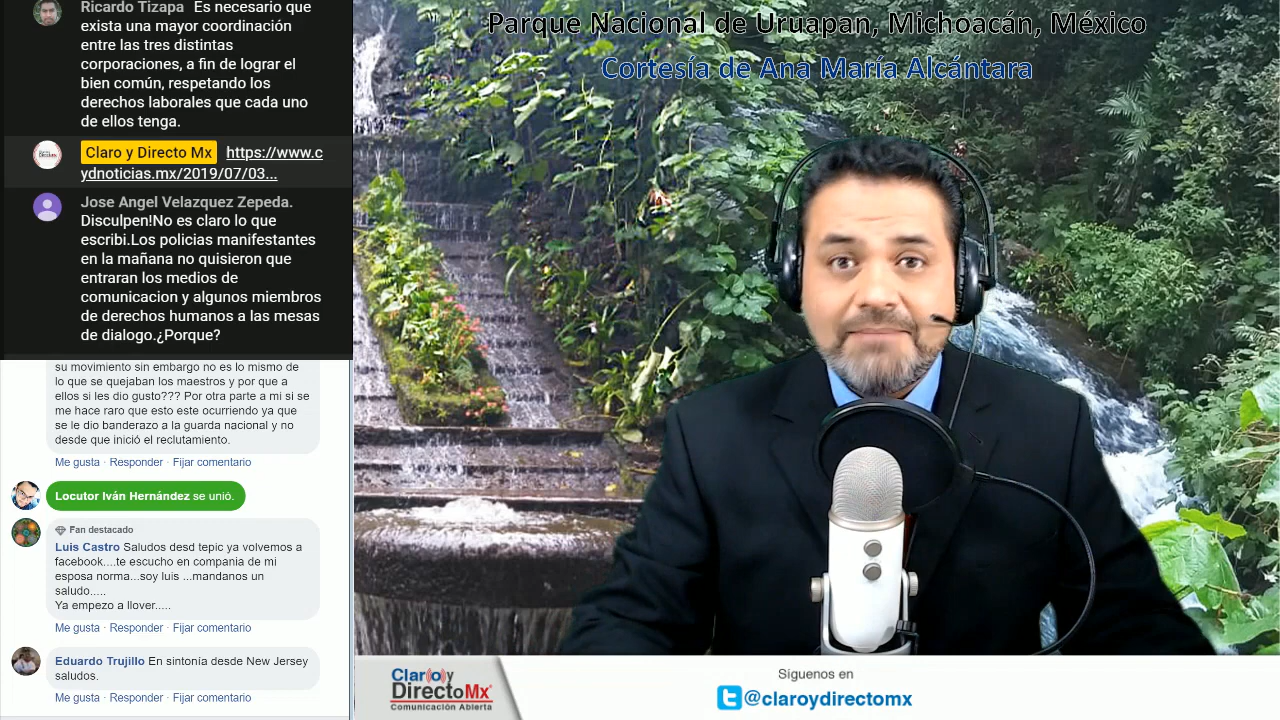 Ricardo Tizapa Es necesario que
exista una mayor coordinación
entre las tres distintas
corporaciones, a fin de lograr el
bien común, respetando los
derechos laborales que cada uno
de ellos tenga.
Claro y Directo Mx https://www.c
ydnoticias.mx/2019/07/03...
Jose Angel Velazquez Zepeda.
Disculpen!No es claro lo que
escribi.Los policias manifestantes
en la mañana no quisieron que
entraran los medios de
comunicacion y algunos miembros
de derechos humanos a las mesas
de dialogo.¿Porque?
su movimiento sin embargo no es lo mismo de
lo que se quejaban los maestros y por que a
ellos si les dio gusto??? Por otra parte a mi si se
me hace raro que esto este ocurriendo ya que
se le dio banderazo a la guarda nacional y no
desde que inició el reclutamiento.
Me gusta · Responder · Fijar comentario
Locutor Iván Hernández se unió.
Fan destacado
Luis Castro Saludos desd tepic ya volvemos a
facebook....te escucho en compania de mi
esposa norma...soy luis ...mandanos un
saludo.....
Ya empezo a llover.....
Me gusta · Responder · Fijar comentario
Eduardo Trujillo En sintonía desde New Jersey
saludos.
Me gusta · Responder · Fijar comentario
Parque Nacional de Uruapan, Michoacán, México
Cortesía de Ana María Alcántara
Claro y
DirectoMx
Comunicación Abierta
Síguenos en
@claroydirectomx